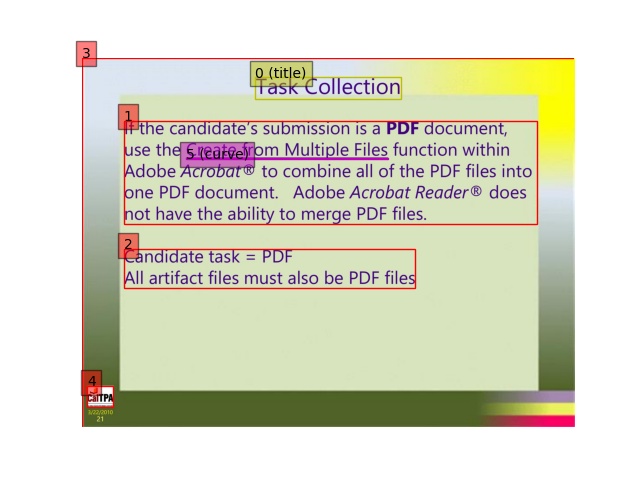 Task Collection
If the candidate's submission is a PDF document,
use the Create from Multiple Files function within
Adobe Acrobat® to combine all of the PDF files into
one PDF document. Adobe Acrobat Reader® does
not have the ability to merge PDF files.
Candidate task = PDF
All artifact files must also be PDF files
CalTPA
3/22/2010
21
0 (title)
1
2
3
4
5 (curve)